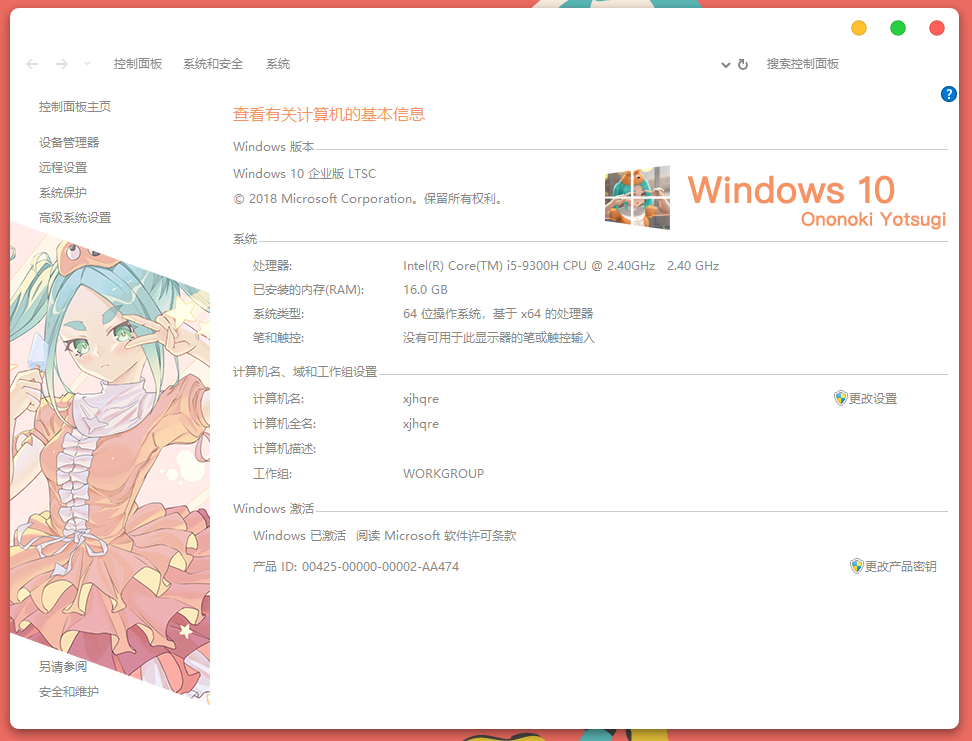 控制面板 系统和安全 系统 搜索控制面板
?
控制面板主页
设备管理器
远程设置
系统保护
高级系统设置
查看有关计算机的基本信息
Windows 版本
Windows 10 企业版 LTSC
© 2018 Microsoft Corporation。保留所有权利。
Windows 10
Ononoki Yotsugi
系统
处理器: Intel(R) Core(TM) i5-9300H CPU @ 2.40GHz 2.40 GHz
已安装的内存(RAM): 16.0 GB
系统类型: 64 位操作系统，基于 x64 的处理器
笔和触控: 没有可用于此显示器的笔或触控输入
计算机名、域和工作组设置
计算机名: xjhqre 更改设置
计算机全名: xjhqre
计算机描述:
工作组: WORKGROUP
Windows 激活
Windows 已激活 阅读 Microsoft 软件许可条款
产品 ID: 00425-00000-00002-AA474 更改产品密钥
另请参阅
安全和维护